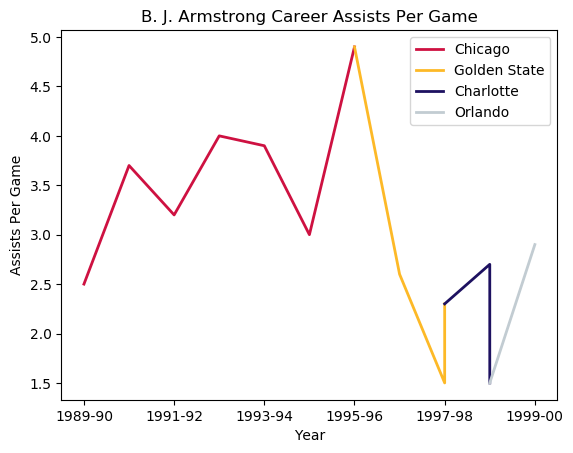 B. J. Armstrong Career Assists Per Game
Chicago
Golden State
Charlotte
Orlando
Assists Per Game
5.0
4.5
4.0
3.5
3.0
2.5
2.0
1.5
1989-90 1991-92 1993-94 1995-96 1997-98 1999-00
Year